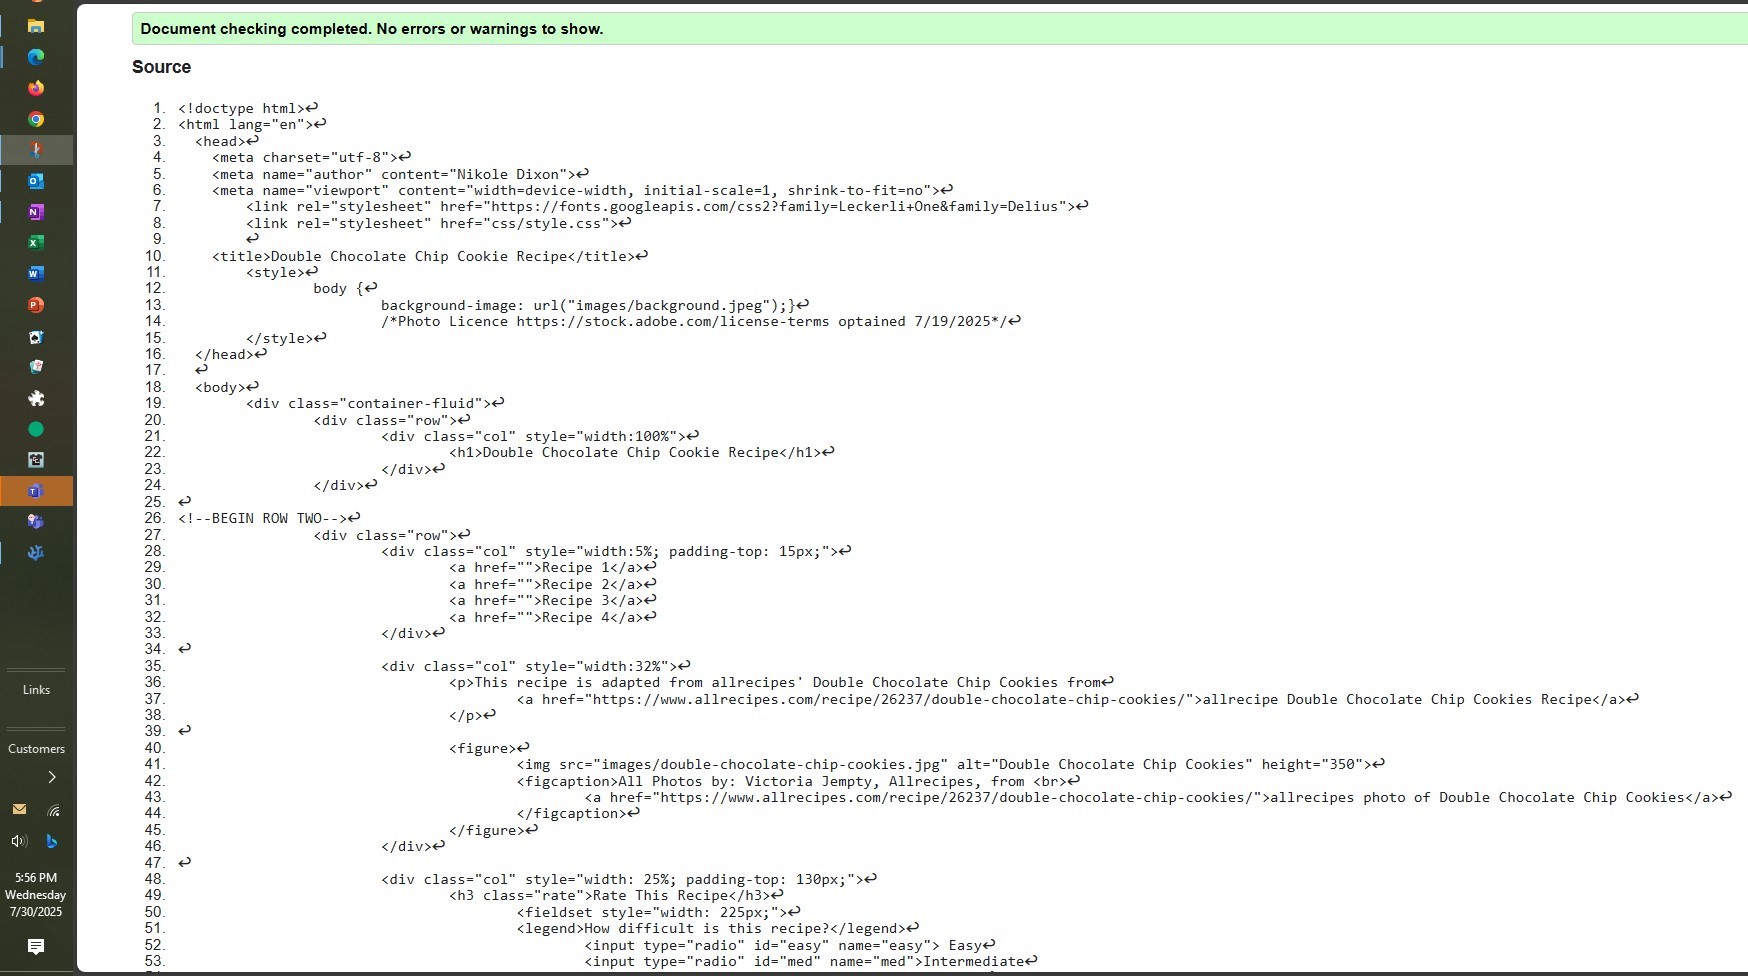 Document checking completed. No errors or warnings to show.
Source
1. <!doctype html>↩
2. <html lang="en">↩
3. <head>↩
4. <meta charset="utf-8">↩
5. <meta name="author" content="Nikole Dixon">↩
6. <meta name="viewport" content="width=device-width, initial-scale=1, shrink-to-fit=no">↩
7. <link rel="stylesheet" href="https://fonts.googleapis.com/css2?family=Leckerli+One&family=Delius">↩
8. <link rel="stylesheet" href="css/style.css">↩
9. ↩
10. <title>Double Chocolate Chip Cookie Recipe</title>↩
11. <style>↩
12. body {↩
13. background-image: url("images/background.jpeg");}↩
14. /*Photo Licence https://stock.adobe.com/license-terms optained 7/19/2025*/↩
15. </style>↩
16. </head>↩
17. ↩
18. <body>↩
19. <div class="container-fluid">↩
20. <div class="row">↩
21. <div class="col" style="width:100%">↩
22. <h1>Double Chocolate Chip Cookie Recipe</h1>↩
23. </div>↩
24. </div>↩
25. ↩
26. <!--BEGIN ROW TWO-->↩
27. <div class="row">↩
28. <div class="col" style="width:5%; padding-top: 15px;">↩
29. <a href="">Recipe 1</a>↩
30. <a href="">Recipe 2</a>↩
31. <a href="">Recipe 3</a>↩
32. <a href="">Recipe 4</a>↩
33. </div>↩
34. ↩
35. <div class="col" style="width:32%">↩
36. <p>This recipe is adapted from allrecipes' Double Chocolate Chip Cookies from↩
37. <a href="https://www.allrecipes.com/recipe/26237/double-chocolate-chip-cookies/">allrecipe Double Chocolate Chip Cookies Recipe</a>↩
38. </p>↩
39. ↩
40. <figure>↩
41. <img src="images/double-chocolate-chip-cookies.jpg" alt="Double Chocolate Chip Cookies" height="350">↩
42. <figcaption>All Photos by: Victoria Jempty, Allrecipes, from <br>↩
43. <a href="https://www.allrecipes.com/recipe/26237/double-chocolate-chip-cookies/">allrecipes photo of Double Chocolate Chip Cookies</a>↩
44. </figcaption>↩
45. </figure>↩
46. </div>↩
47. ↩
48. <div class="col" style="width: 25%; padding-top: 130px;">↩
49. <h3 class="rate">Rate This Recipe</h3>↩
50. <fieldset style="width: 225px;">↩
51. <legend>How difficult is this recipe?</legend>↩
52. <input type="radio" id="easy" name="easy"> Easy↩
53. <input type="radio" id="med" name="med">Intermediate↩
Links
Customers
5:56 PM
Wednesday
7/30/2025